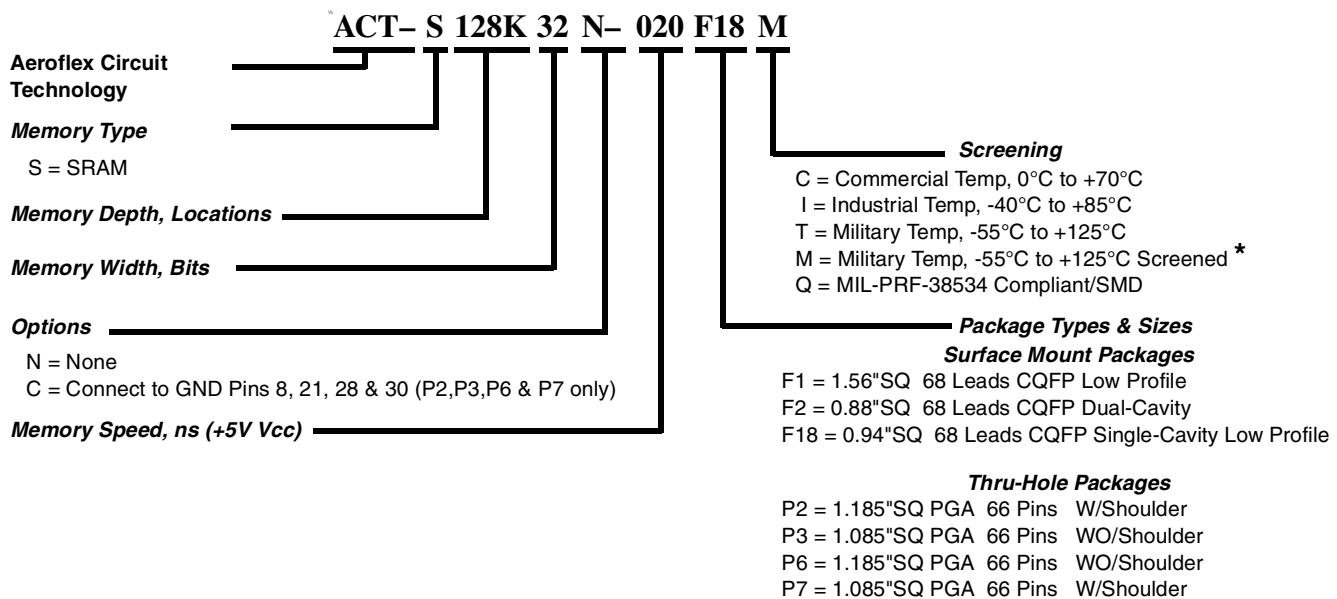 ACT– S 128K 32 N– 020 F18 M
Aeroflex Circuit
Technology
Memory Type
S = SRAM
Memory Depth, Locations
Memory Width, Bits
Options
N = None
C = Connect to GND Pins 8, 21, 28 & 30 (P2,P3,P6 & P7 only)
Memory Speed, ns (+5V Vcc)
Screening
C = Commercial Temp, 0°C to +70°C
I = Industrial Temp, -40°C to +85°C
T = Military Temp, -55°C to +125°C
M = Military Temp, -55°C to +125°C Screened *
Q = MIL-PRF-38534 Compliant/SMD
Package Types & Sizes
Surface Mount Packages
F1 = 1.56"SQ 68 Leads CQFP Low Profile
F2 = 0.88"SQ 68 Leads CQFP Dual-Cavity
F18 = 0.94"SQ 68 Leads CQFP Single-Cavity Low Profile
Thru-Hole Packages
P2 = 1.185"SQ PGA 66 Pins W/Shoulder
P3 = 1.085"SQ PGA 66 Pins WO/Shoulder
P6 = 1.185"SQ PGA 66 Pins WO/Shoulder
P7 = 1.085"SQ PGA 66 Pins W/Shoulder